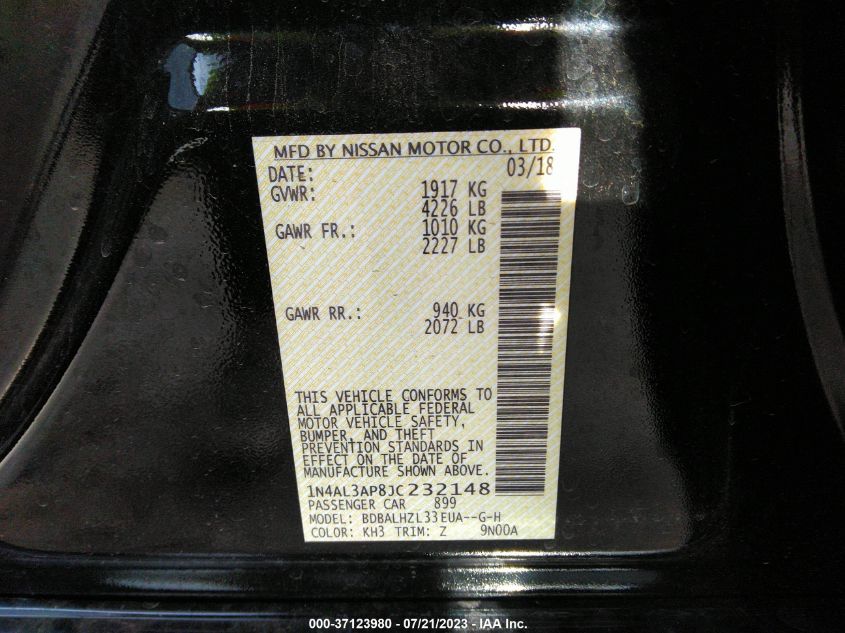 MFD BY NISSAN MOTOR CO., LTD.
DATE: 03/18
GVWR: 1917 KG
4226 LB
GAWR FR.: 1010 KG
2227 LB
GAWR RR.: 940 KG
2072 LB
THIS VEHICLE CONFORMS TO
ALL APPLICABLE FEDERAL
MOTOR VEHICLE SAFETY,
BUMPER, AND THEFT
PREVENTION STANDARDS IN
EFFECT ON THE DATE OF
MANUFACTURE SHOWN ABOVE.
1N4AL3AP8JC232148
PASSENGER CAR 899
MODEL: BDBALHZL33EUA--G-H
COLOR: KH3 TRIM: Z 9N00A
000-37123980 - 07/21/2023 - IAA Inc.